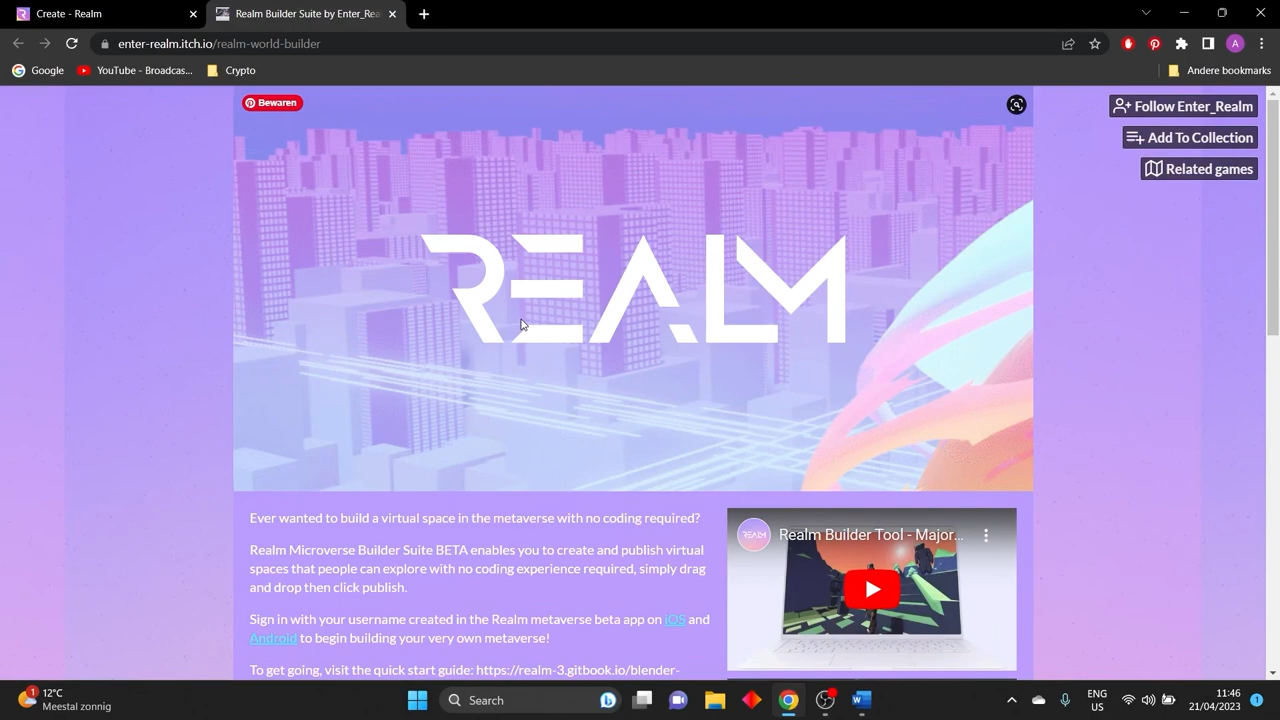 Create - Realm
Realm Builder Suite by Enter_Rea
enter-realm.itch.io/realm-world-builder
A
Google
YouTube - Broadcas...
Crypto
Andere bookmarks
Bewaren
Follow Enter_Realm
Add To Collection
Related games
REALM
Ever wanted to build a virtual space in the metaverse with no coding required?
Realm Microverse Builder Suite BETA enables you to create and publish virtual
spaces that people can explore with no coding experience required, simply drag
and drop then click publish.
Sign in with your username created in the Realm metaverse beta app on iOS and
Android to begin building your very own metaverse!
To get going, visit the quick start guide: https://realm-3.gitbook.io/blender-
REALM
Realm Builder Tool - Major...
1
12°C
Meestal zonnig
Search
ENG
US
11:46
21/04/2023
1